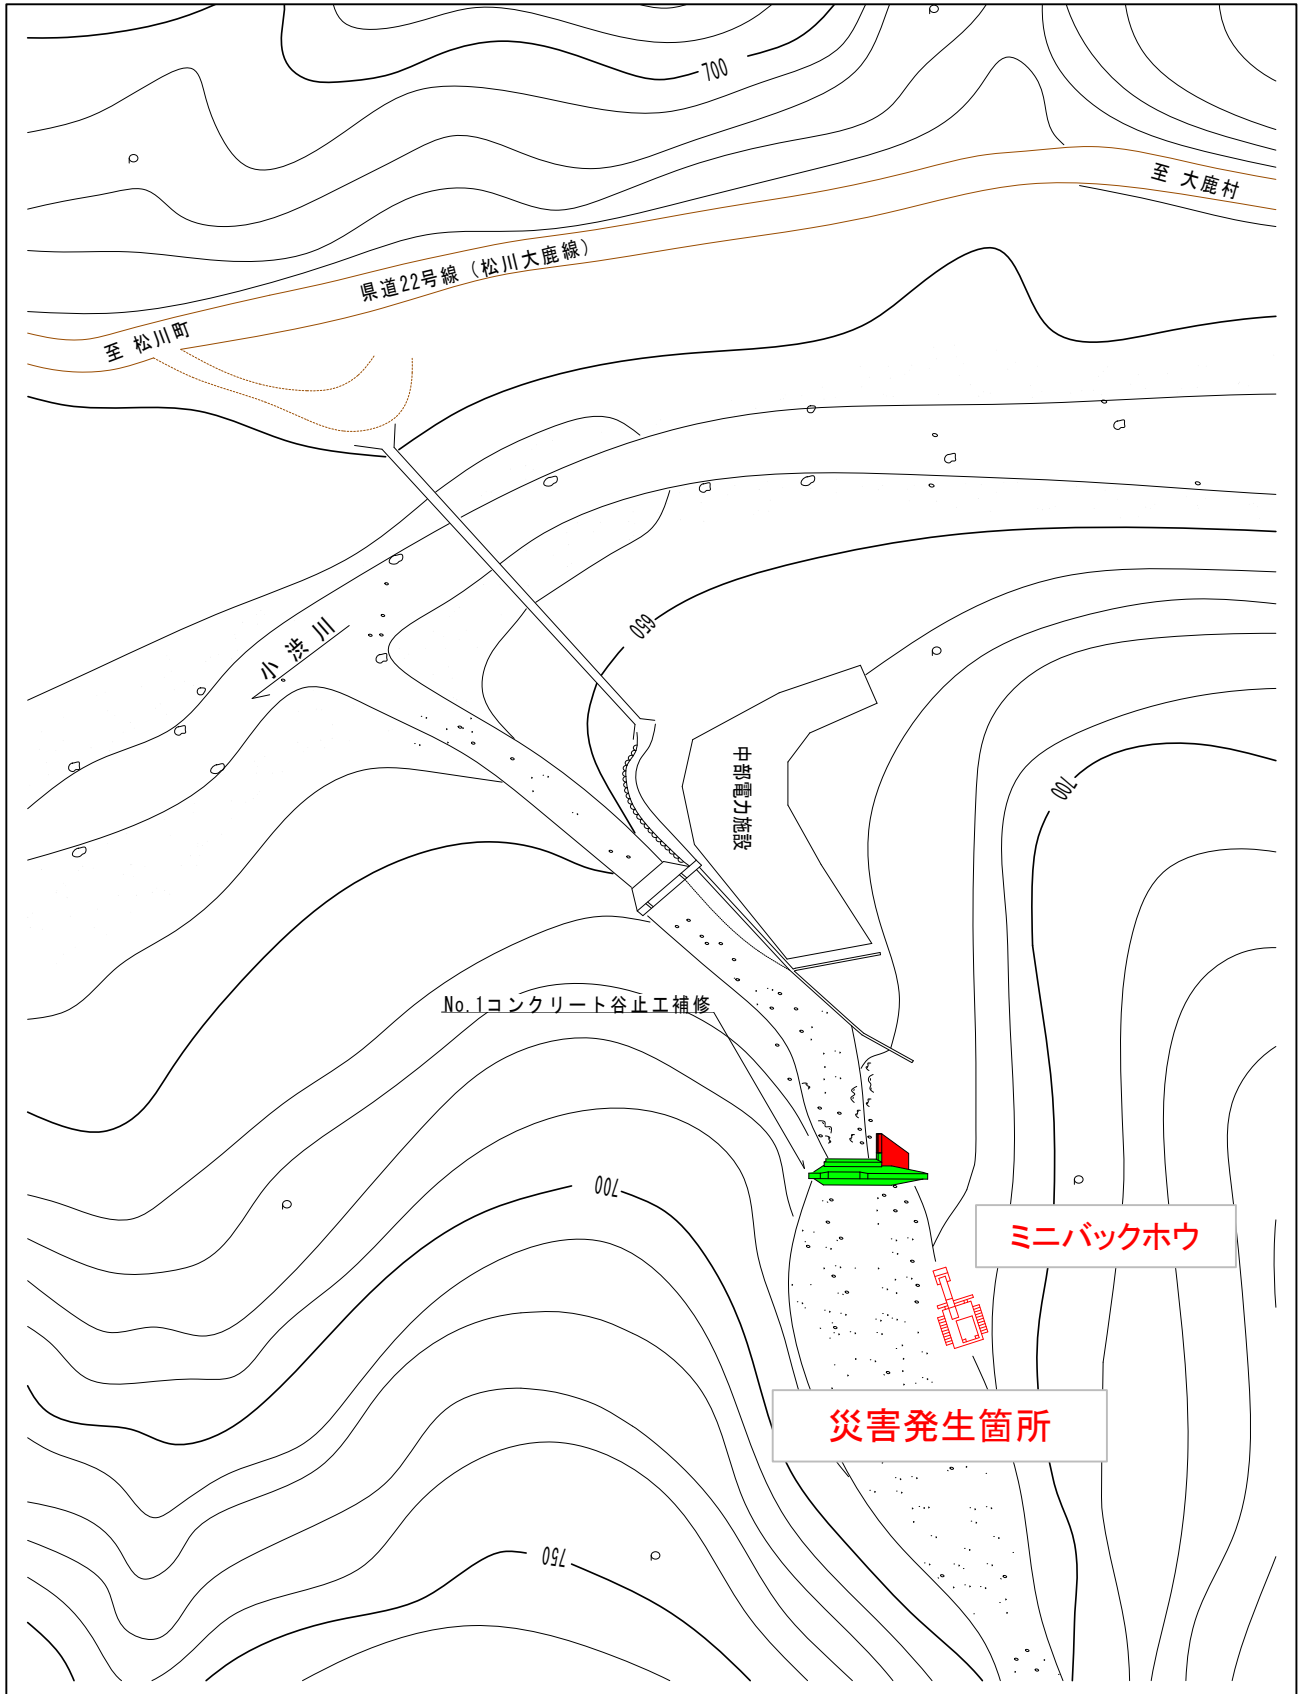 700
至 大鹿村
県道22号線（松川大鹿線）
至 松川町
650
小渋川
中部電力施設
700
No.1コンクリート谷止工補修
700
ミニバックホウ
災害発生箇所
750